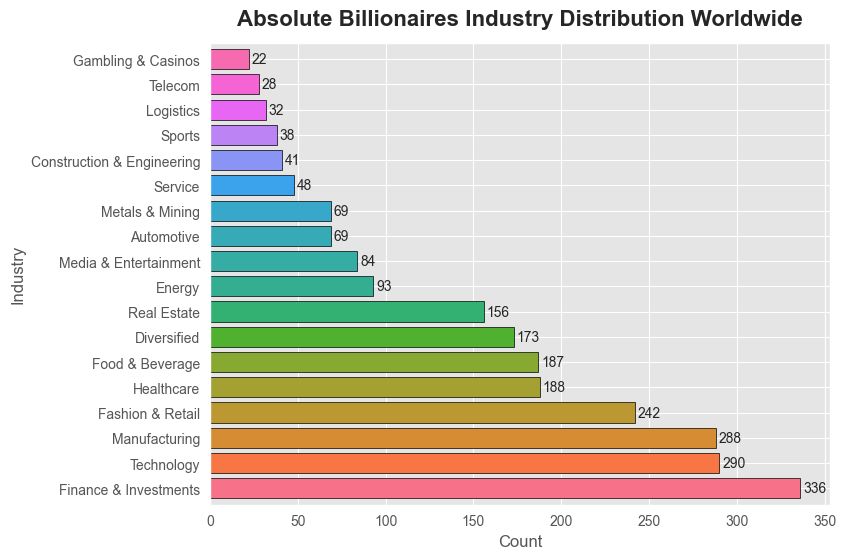 Absolute Billionaires Industry Distribution Worldwide
Industry
Gambling & Casinos 22
Telecom 28
Logistics 32
Sports 38
Construction & Engineering 41
Service 48
Metals & Mining 69
Automotive 69
Media & Entertainment 84
Energy 93
Real Estate 156
Diversified 173
Food & Beverage 187
Healthcare 188
Fashion & Retail 242
Manufacturing 288
Technology 290
Finance & Investments 336
0 50 100 150 200 250 300 350
Count